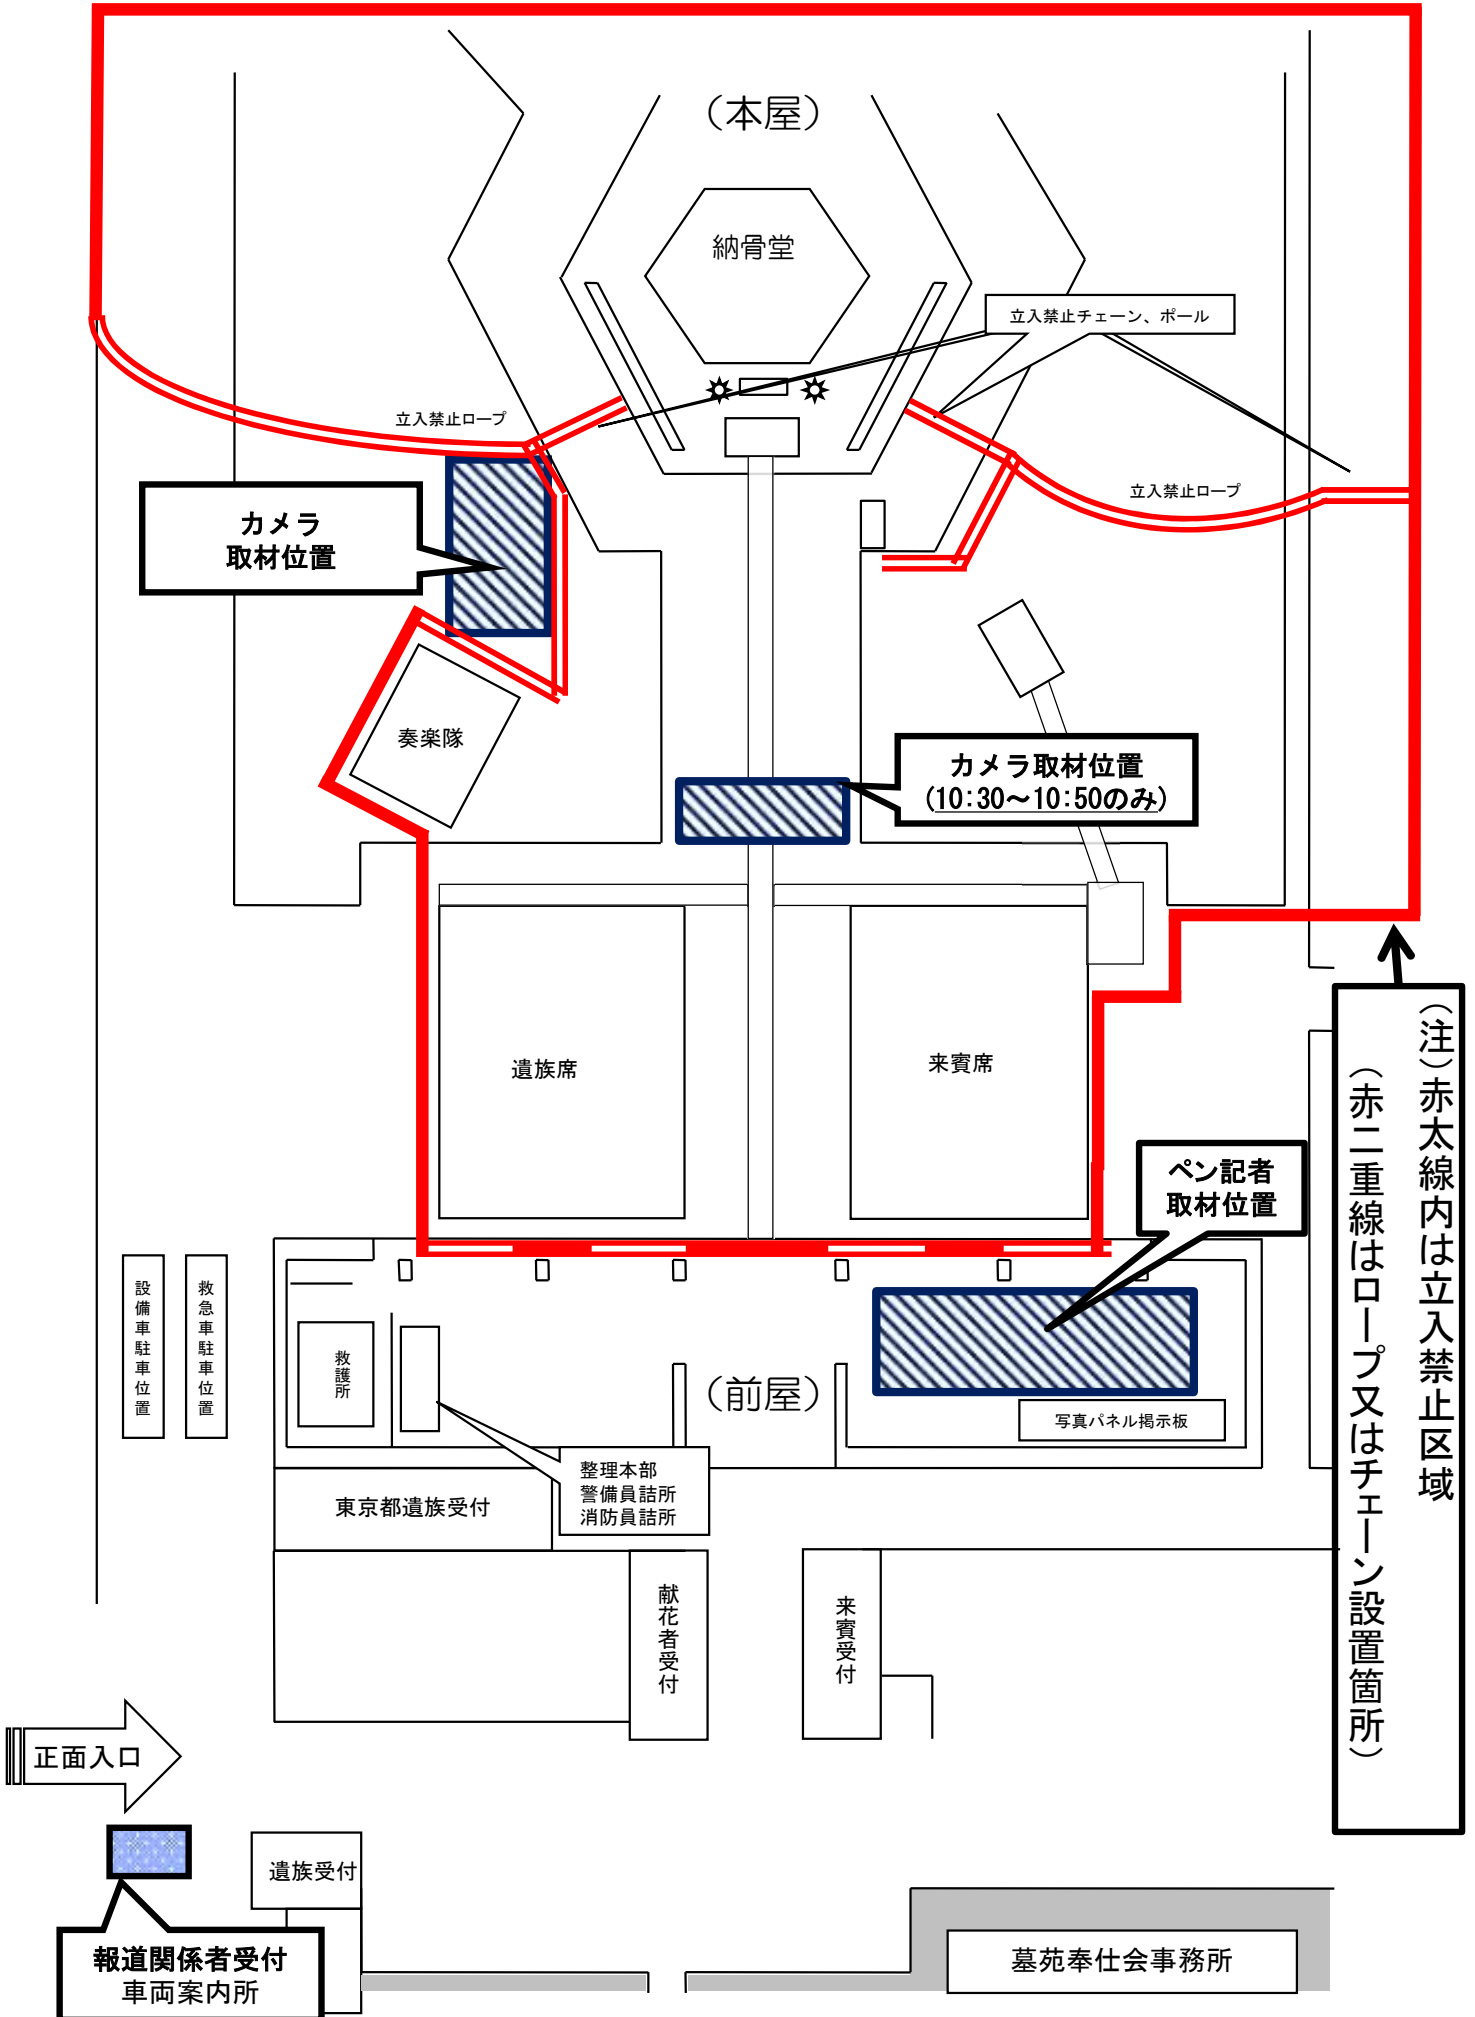 （本屋）
納骨堂
立入禁止チェーン、ポール
立入禁止ロープ
立入禁止ロープ
カメラ
取材位置
奏楽隊
カメラ取材位置
(10:30～10:50のみ)
遺族席
来賓席
（注）赤太線内は立入禁止区域
（赤二重線はロープ又はチェーン設置箇所）
ペン記者
取材位置
設備車駐車位置
救急車駐車位置
救護所
（前屋）
写真パネル掲示板
整理本部
警備員詰所
消防員詰所
東京都遺族受付
献花者受付
来賓受付
正面入口
遺族受付
報道関係者受付
車両案内所
墓苑奉仕会事務所